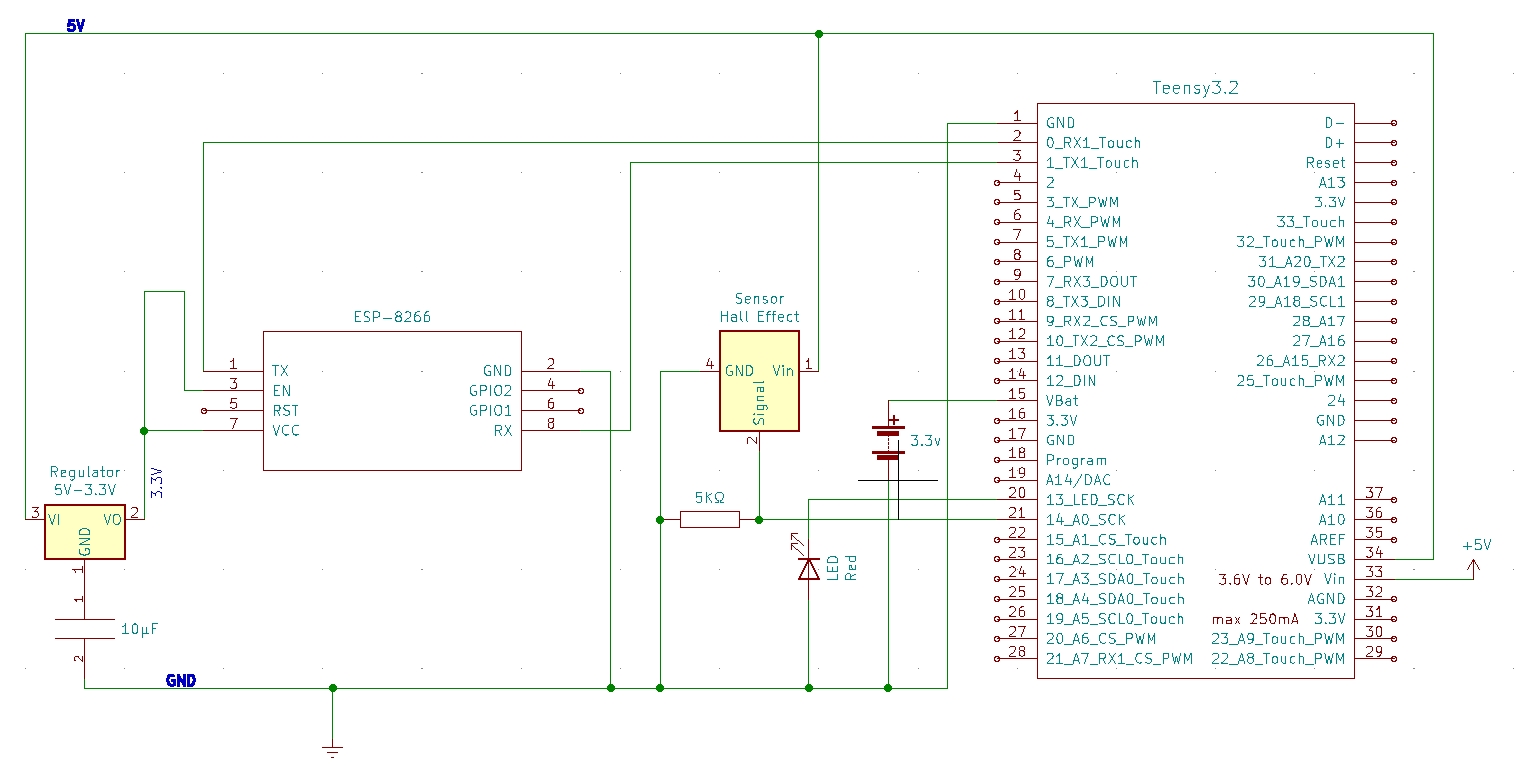 5V
Teensy3.2
1 GND D-
2 0_RX1_Touch D+
3 1_TX1_Touch Reset
4 2 A13
5 3_TX_PWM 3.3V
6 4_RX_PWM 33_Touch
7 5_TX1_PWM 32_Touch_PWM
8 6_PWM 31_A20_TX2
9 7_RX3_DOUT 30_A19_SDA1
10 8_TX3_DIN 29_A18_SCL1
11 9_RX2_CS_PWM 28_A17
12 10_TX2_CS_PWM 27_A16
13 11_DOUT 26_A15_RX2
14 12_DIN 25_Touch_PWM
15 VBat 24
16 3.3V GND
17 GND A12
18 Program
19 A14/DAC
20 13_LED_SCK A11 37
21 14_A0_SCK A10 36
22 15_A1_CS_Touch AREF 35
23 16_A2_SCL0_Touch VUSB 34
24 17_A3_SDA0_Touch 3.6V to 6.0V Vin 33
25 18_A4_SDA0_Touch AGND 32
26 19_A5_SCL0_Touch max 250mA 3.3V 31
27 20_A6_CS_PWM 23_A9_Touch_PWM 30
28 21_A7_RX1_CS_PWM 22_A8_Touch_PWM 29
+5V
ESP-8266
1 TX GND 2
3 EN GPIO2 4
5 RST GPIO1 6
7 VCC RX 8
Sensor
Hall Effect
4 GND Vin 1
Signal
2
3.3v
5KΩ
LED
Red
Regulator
5V-3.3V
3.3V
3 VI VO 2
GND
1
1
10µF
2
GND